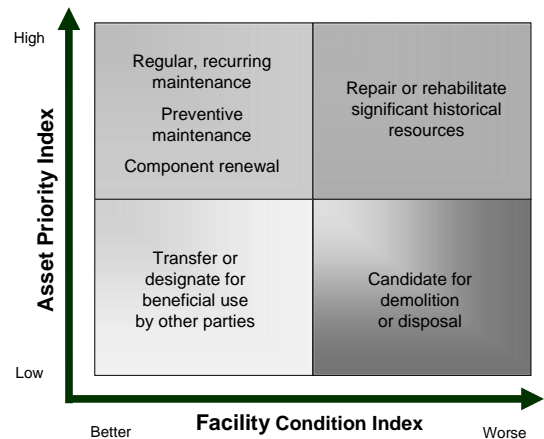 High
Asset Priority Index
Low
Regular, recurring
maintenance
Preventive
maintenance
Component renewal
Repair or rehabilitate
significant historical
resources
Transfer or
designate for
beneficial use
by other parties
Candidate for
demolition
or disposal
Better
Facility Condition Index
Worse